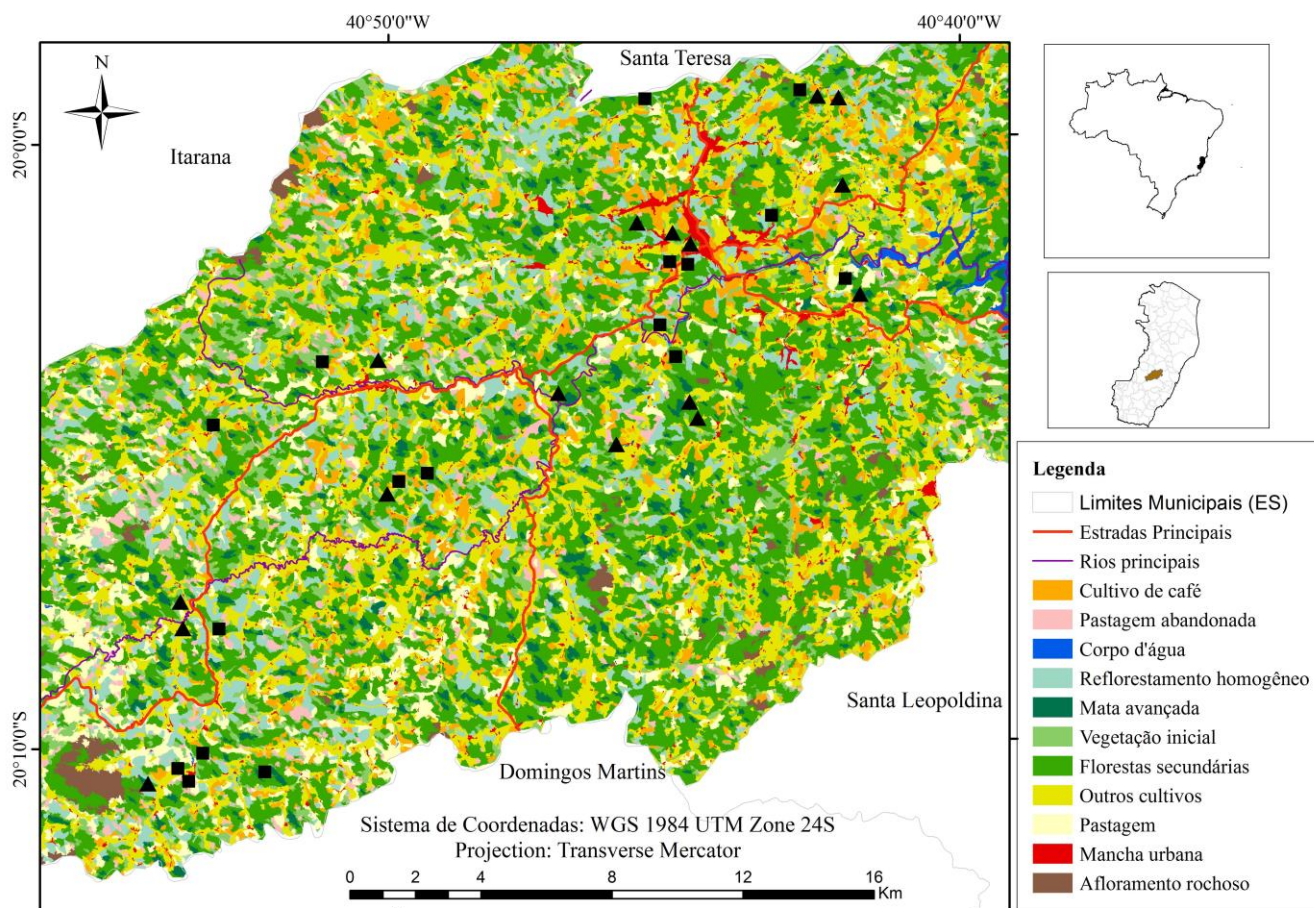 40°50'0"W
40°40'0"W
Santa Teresa
N
20°0'0"S
Itarana
Legenda
Limites Municipais (ES)
Estradas Principais
Rios principais
Cultivo de café
Pastagem abandonada
Corpo d'água
Reflorestamento homogêneo
Mata avançada
Vegetação inicial
Florestas secundárias
Outros cultivos
Pastagem
Mancha urbana
Afloramento rochoso
Santa Leopoldina
20°10'0"S
Domingos Martins
Sistema de Coordenadas: WGS 1984 UTM Zone 24S
Projection: Transverse Mercator
0 2 4 8 12 16
Km